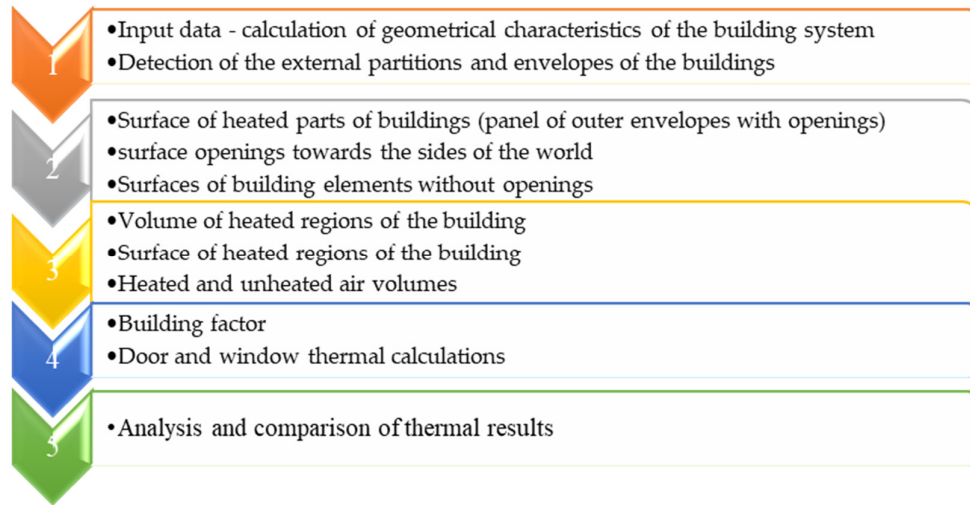 1
•Input data - calculation of geometrical characteristics of the building system
•Detection of the external partitions and envelopes of the buildings
2
•Surface of heated parts of buildings (panel of outer envelopes with openings)
•surface openings towards the sides of the world
•Surfaces of building elements without openings
3
•Volume of heated regions of the building
•Surface of heated regions of the building
•Heated and unheated air volumes
4
•Building factor
•Door and window thermal calculations
5
•Analysis and comparison of thermal results